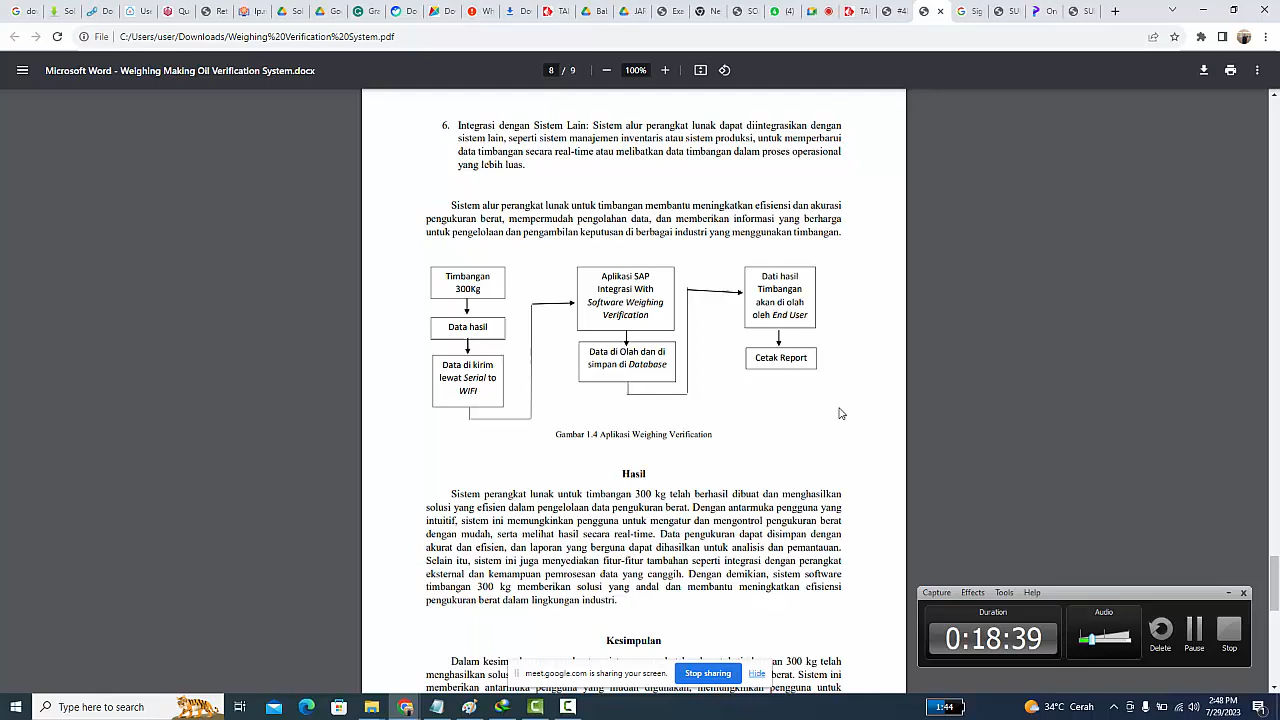 File
C:/Users/user/Downloads/Weighing%20Verification%20System.pdf
Microsoft Word - Weighing Making Oil Verification System.docx
8 / 9
100%
6. Integrasi dengan Sistem Lain: Sistem alur perangkat lunak dapat diintegrasikan dengan
sistem lain, seperti sistem manajemen inventaris atau sistem produksi, untuk memperbarui
data timbangan secara real-time atau melibatkan data timbangan dalam proses operasional
yang lebih luas.
Sistem alur perangkat lunak untuk timbangan membantu meningkatkan efisiensi dan akurasi
pengukuran berat, mempermudah pengolahan data, dan memberikan informasi yang berharga
untuk pengelolaan dan pengambilan keputusan di berbagai industri yang menggunakan timbangan.
Timbangan
300Kg
Data hasil
Data di kirim
lewat Serial to
WIFI
Aplikasi SAP
Integrasi With
Software Weighing
Verification
Data di Olah dan di
simpan di Database
Dati hasil
Timbangan
akan di olah
oleh End User
Cetak Report
Gambar 1.4 Aplikasi Weighing Verification
Hasil
Sistem perangkat lunak untuk timbangan 300 kg telah berhasil dibuat dan menghasilkan
solusi yang efisien dalam pengelolaan data pengukuran berat. Dengan antarmuka pengguna yang
intuitif, sistem ini memungkinkan pengguna untuk mengatur dan mengontrol pengukuran berat
dengan mudah, serta melihat hasil secara real-time. Data pengukuran dapat disimpan dengan
akurat dan efisien, dan laporan yang berguna dapat dihasilkan untuk analisis dan pemantauan.
Selain itu, sistem ini juga menyediakan fitur-fitur tambahan seperti integrasi dengan perangkat
eksternal dan kemampuan pemrosesan data yang canggih. Dengan demikian, sistem software
timbangan 300 kg memberikan solusi yang andal dan membantu meningkatkan efisiensi
pengukuran berat dalam lingkungan industri.
Kesimpulan
Capture Effects Tools Help
Duration
0:18:39
Audio
Delete
Pause
Stop
meet.google.com is sharing your screen.
Stop sharing
Hide
Type here to search
1:44
34°C Cerah
2:48 PM
7/29/2023